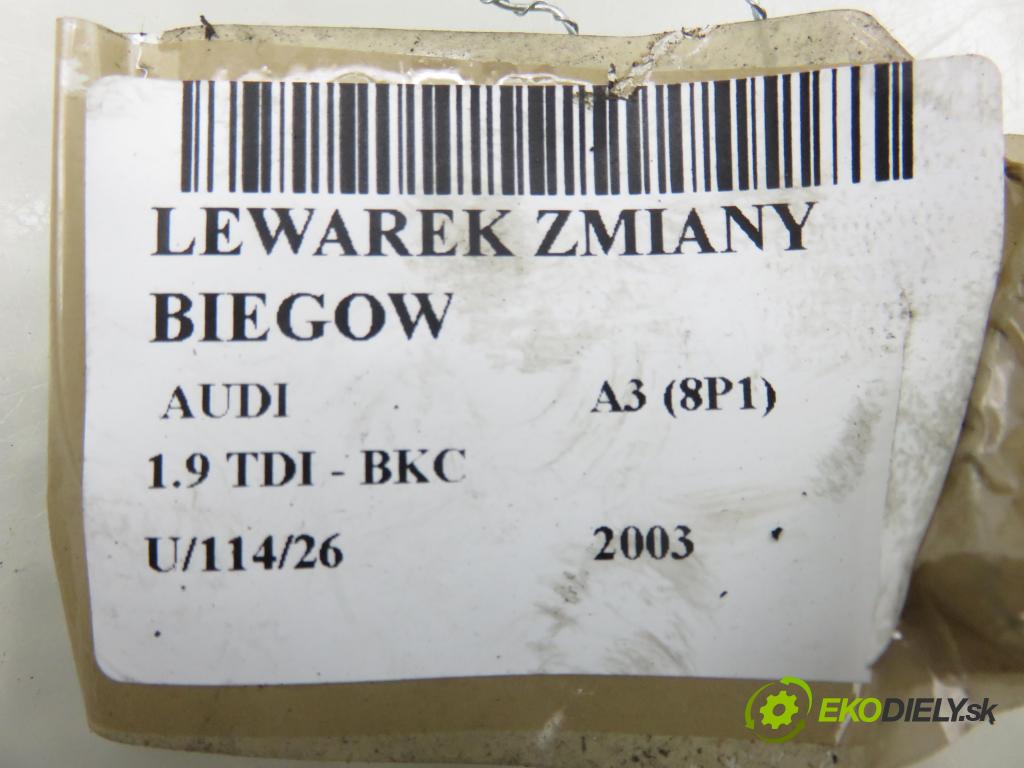 LEWAREK ZMIANY
BIEGOW
AUDI A3 (8P1)
1.9 TDI - BKC
U/114/26 2003
EKODIELY.sk